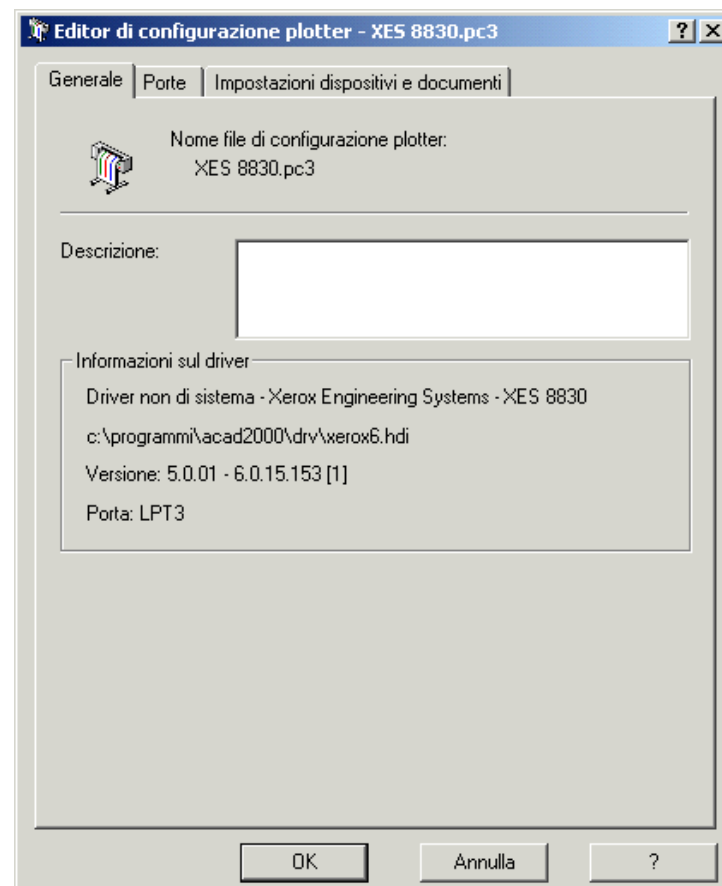 Editor di configurazione plotter - XES 8830.pc3
Generale
Porte
Impostazioni dispositivi e documenti
Nome file di configurazione plotter:
XES 8830.pc3
Descrizione:
Informazioni sul driver
Driver non di sistema - Xerox Engineering Systems - XES 8830
c:\programmi\acad2000\drv\xerox6.hdi
Versione: 5.0.01 - 6.0.15.153 [1]
Porta: LPT3
OK
Annulla
?